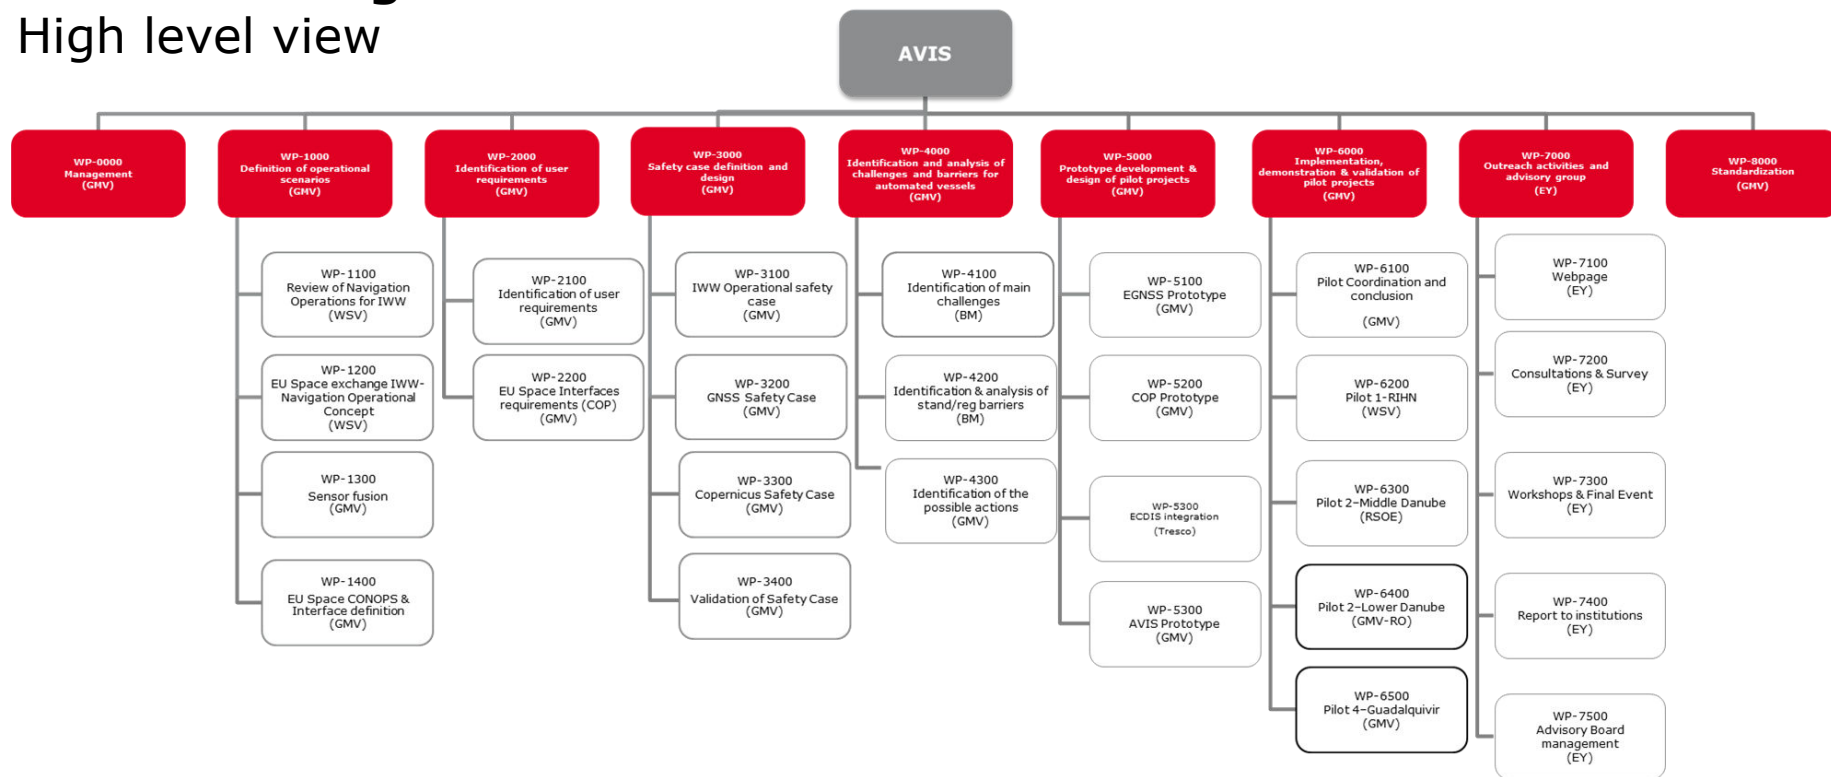 High level view
AVIS
WP-0000
Management
(GMV)
WP-1000
Definition of operational
scenarios
(GMV)
WP-2000
Identification of user
requirements
(GMV)
WP-3000
Safety case definition and
design
(GMV)
WP-4000
Identification and analysis of
challenges and barriers for
automated vessels
(GMV)
WP-5000
Prototype development &
design of pilot projects
(GMV)
WP-6000
Implementation,
demonstration & validation of
pilot projects
(GMV)
WP-7000
Outreach activities and
advisory group
(EY)
WP-8000
Standardization
(GMV)
WP-1100
Review of Navigation
Operations for IWW
(WSV)
WP-1200
EU Space exchange IWW-
Navigation Operational
Concept
(WSV)
WP-1300
Sensor fusion
(GMV)
WP-1400
EU Space CONOPS &
Interface definition
(GMV)
WP-2100
Identification of user
requirements
(GMV)
WP-2200
EU Space Interfaces
requirements (COP)
(GMV)
WP-3100
IWW Operational safety
case
(GMV)
WP-3200
GNSS Safety Case
(GMV)
WP-3300
Copernicus Safety Case
(GMV)
WP-3400
Validation of Safety Case
(GMV)
WP-4100
Identification of main
challenges
(BM)
WP-4200
Identification & analysis of
stand/reg barriers
(BM)
WP-4300
Identification of the
possible actions
(GMV)
WP-5100
EGNSS Prototype
(GMV)
WP-5200
COP Prototype
(GMV)
WP-5300
ECDIS integration
(Tresco)
WP-5300
AVIS Prototype
(GMV)
WP-6100
Pilot Coordination and
conclusion
(GMV)
WP-6200
Pilot 1-RIHN
(WSV)
WP-6300
Pilot 2–Middle Danube
(RSOE)
WP-6400
Pilot 2–Lower Danube
(GMV-RO)
WP-6500
Pilot 4–Guadalquivir
(GMV)
WP-7100
Webpage
(EY)
WP-7200
Consultations & Survey
(EY)
WP-7300
Workshops & Final Event
(EY)
WP-7400
Report to institutions
(EY)
WP-7500
Advisory Board
management
(EY)